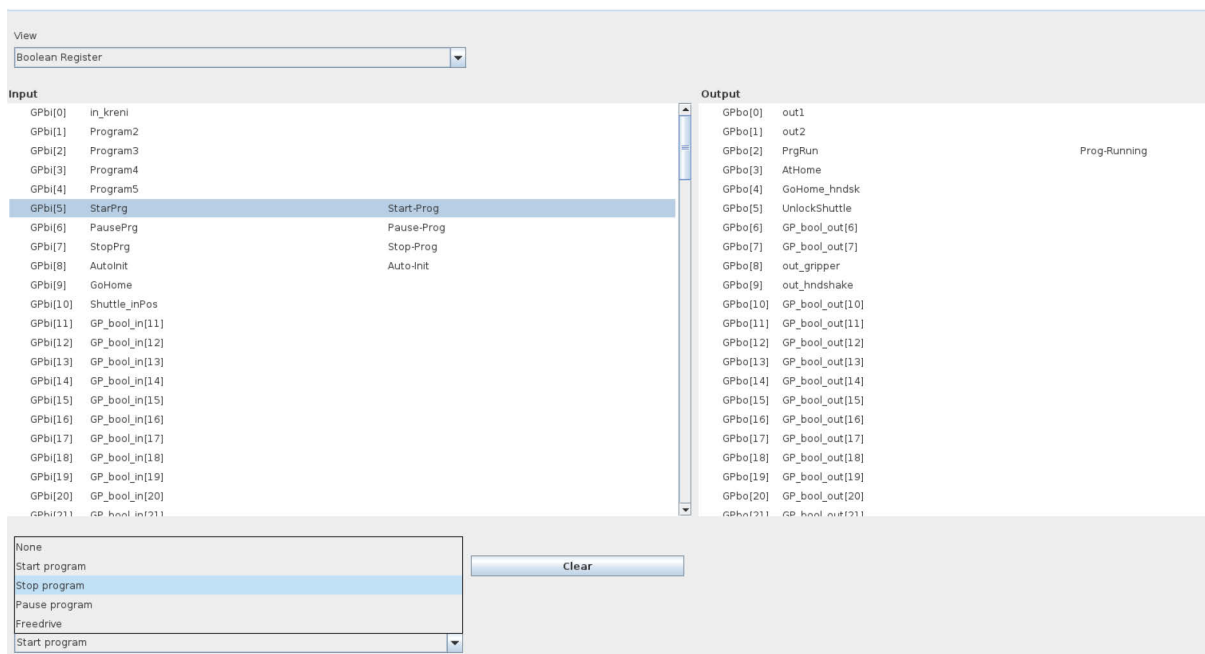 View
Boolean Register
Input
GPbi[0] in_kreni
GPbi[1] Program2
GPbi[2] Program3
GPbi[3] Program4
GPbi[4] Program5
GPbi[5] StarPrg Start-Prog
GPbi[6] PausePrg Pause-Prog
GPbi[7] StopPrg Stop-Prog
GPbi[8] AutoInit Auto-Init
GPbi[9] GoHome
GPbi[10] Shuttle_inPos
GPbi[11] GP_bool_in[11]
GPbi[12] GP_bool_in[12]
GPbi[13] GP_bool_in[13]
GPbi[14] GP_bool_in[14]
GPbi[15] GP_bool_in[15]
GPbi[16] GP_bool_in[16]
GPbi[17] GP_bool_in[17]
GPbi[18] GP_bool_in[18]
GPbi[19] GP_bool_in[19]
GPbi[20] GP_bool_in[20]
GPbi[21] GP_bool_in[21]
Output
GPbo[0] out1
GPbo[1] out2
GPbo[2] PrgRun Prog-Running
GPbo[3] AtHome
GPbo[4] GoHome_hndsk
GPbo[5] UnlockShuttle
GPbo[6] GP_bool_out[6]
GPbo[7] GP_bool_out[7]
GPbo[8] out_gripper
GPbo[9] out_hndshake
GPbo[10] GP_bool_out[10]
GPbo[11] GP_bool_out[11]
GPbo[12] GP_bool_out[12]
GPbo[13] GP_bool_out[13]
GPbo[14] GP_bool_out[14]
GPbo[15] GP_bool_out[15]
GPbo[16] GP_bool_out[16]
GPbo[17] GP_bool_out[17]
GPbo[18] GP_bool_out[18]
GPbo[19] GP_bool_out[19]
GPbo[20] GP_bool_out[20]
GPbo[21] GP_bool_out[21]
None
Start program
Stop program
Pause program
Freedrive
Start program
Clear